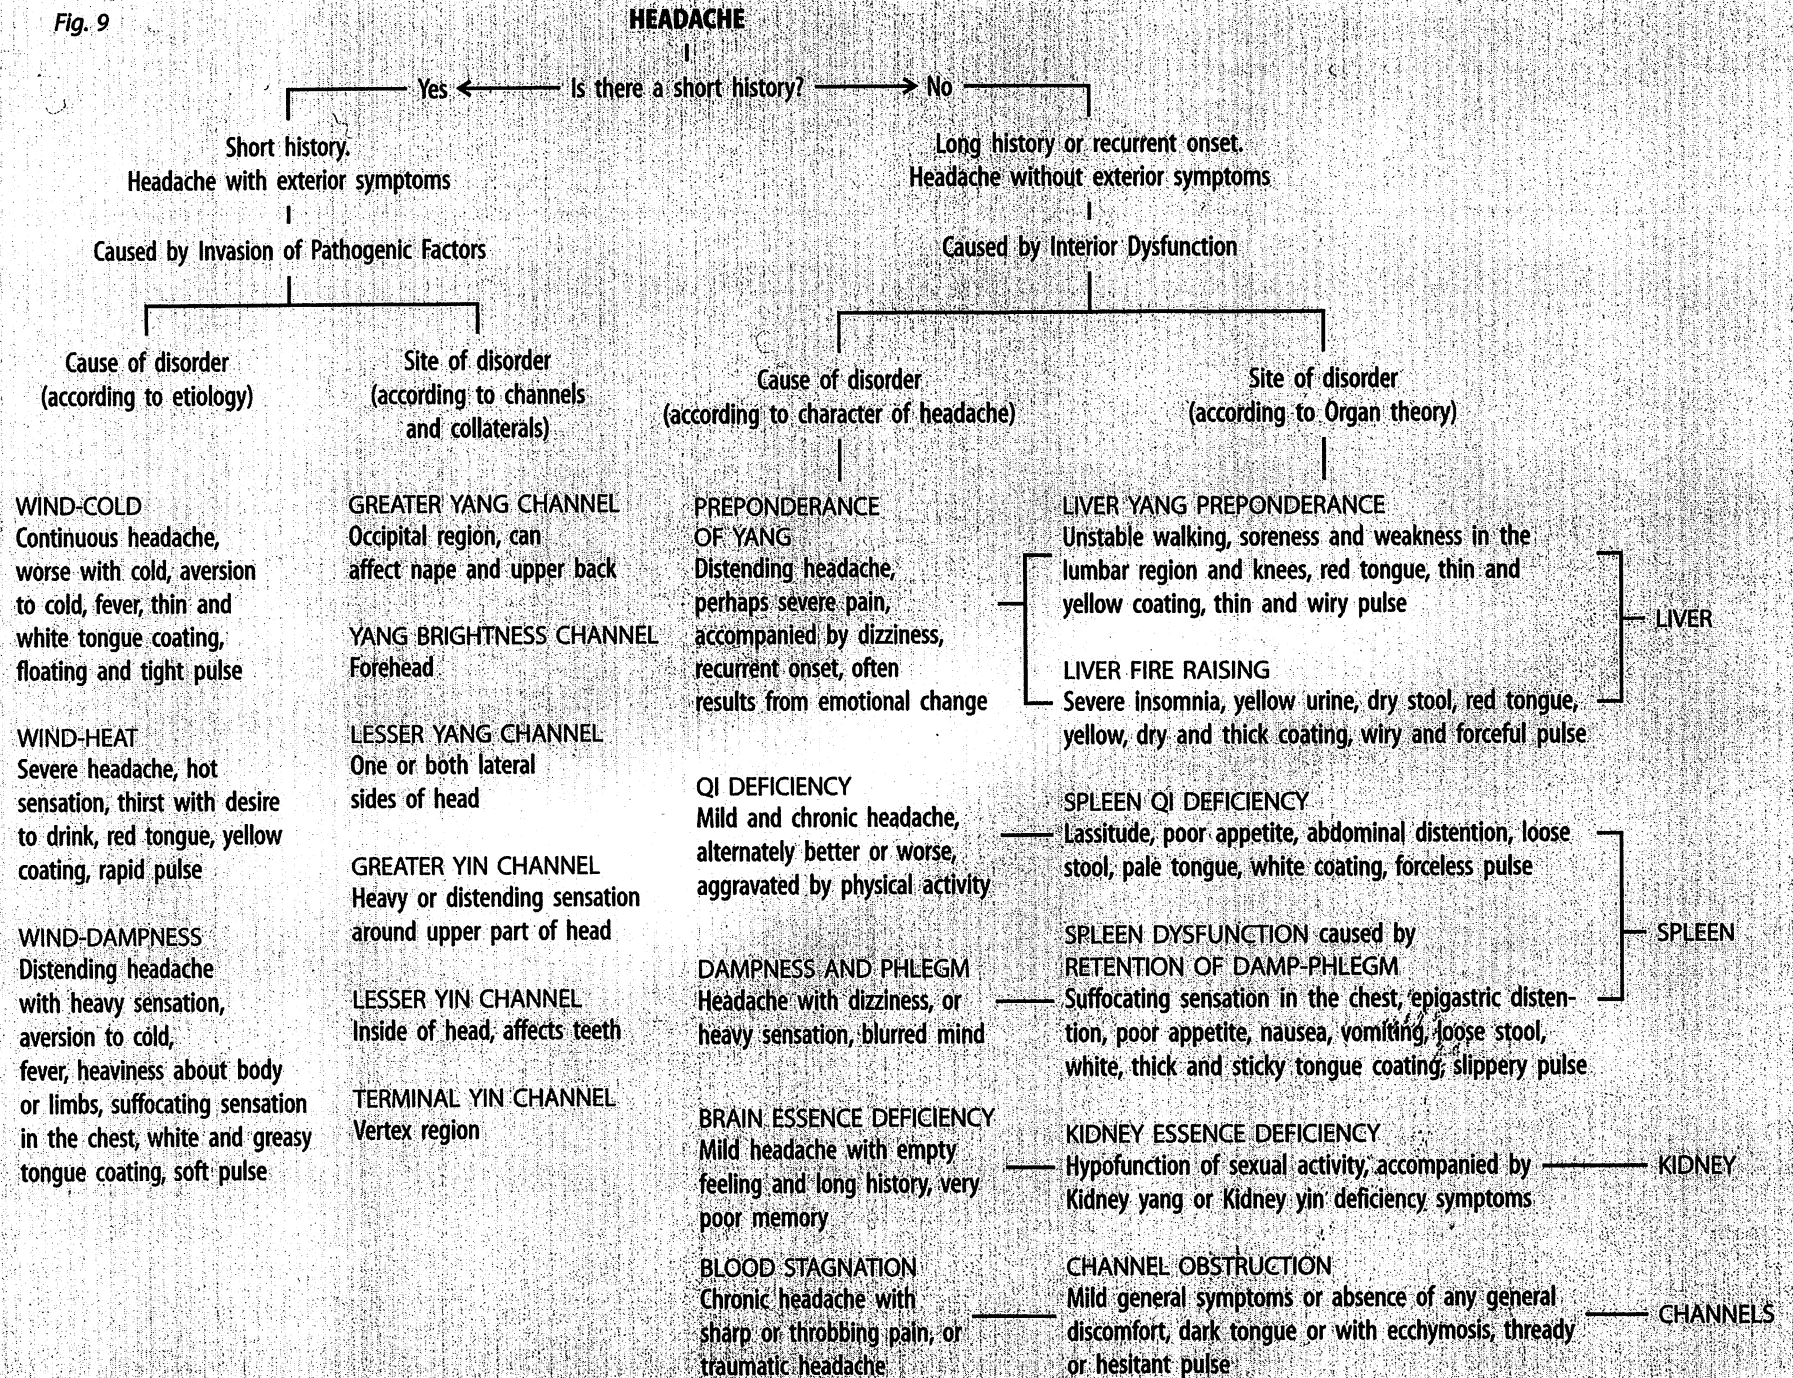 Fig. 9
HEADACHE
Yes
Is there a short history?
No
Short history.
Headache with exterior symptoms
Caused by Invasion of Pathogenic Factors
Long history or recurrent onset.
Headache without exterior symptoms
Caused by Interior Dysfunction
Cause of disorder
(according to etiology)
Site of disorder
(according to channels
and collaterals)
Cause of disorder
(according to character of headache)
Site of disorder
(according to Organ theory)
WIND-COLD
Continuous headache,
worse with cold, aversion
to cold, fever, thin and
white tongue coating,
floating and tight pulse
WIND-HEAT
Severe headache, hot
sensation, thirst with desire
to drink, red tongue, yellow
coating, rapid pulse
WIND-DAMPNESS
Distending headache
with heavy sensation,
aversion to cold,
fever, heaviness about body
or limbs, suffocating sensation
in the chest, white and greasy
tongue coating, soft pulse
GREATER YANG CHANNEL
Occipital region, can
affect nape and upper back
YANG BRIGHTNESS CHANNEL
Forehead
LESSER YANG CHANNEL
One or both lateral
sides of head
GREATER YIN CHANNEL
Heavy or distending sensation
around upper part of head
LESSER YIN CHANNEL
Inside of head, affects teeth
TERMINAL YIN CHANNEL
Vertex region
PREPONDERANCE
OF YANG
Distending headache,
perhaps severe pain,
accompanied by dizziness,
recurrent onset, often
results from emotional change
QI DEFICIENCY
Mild and chronic headache,
alternately better or worse,
aggravated by physical activity
DAMPNESS AND PHLEGM
Headache with dizziness, or
heavy sensation, blurred mind
BRAIN ESSENCE DEFICIENCY
Mild headache with empty
feeling and long history, very
poor memory
BLOOD STAGNATION
Chronic headache with
sharp or throbbing pain, or
traumatic headache
LIVER YANG PREPONDERANCE
Unstable walking, soreness and weakness in the
lumbar region and knees, red tongue, thin and
yellow coating, thin and wiry pulse
LIVER FIRE RAISING
Severe insomnia, yellow urine, dry stool, red tongue,
yellow, dry and thick coating, wiry and forceful pulse
LIVER
SPLEEN QI DEFICIENCY
Lassitude, poor appetite, abdominal distention, loose
stool, pale tongue, white coating, forceless pulse
SPLEEN DYSFUNCTION caused by
RETENTION OF DAMP-PHLEGM
Suffocating sensation in the chest, epigastric disten-
tion, poor appetite, nausea, vomiting, loose stool,
white, thick and sticky tongue coating, slippery pulse
SPLEEN
KIDNEY ESSENCE DEFICIENCY
Hypofunction of sexual activity, accompanied by
Kidney yang or Kidney yin deficiency symptoms
KIDNEY
CHANNEL OBSTRUCTION
Mild general symptoms or absence of any general
discomfort, dark tongue or with ecchymosis, thready
or hesitant pulse
CHANNELS